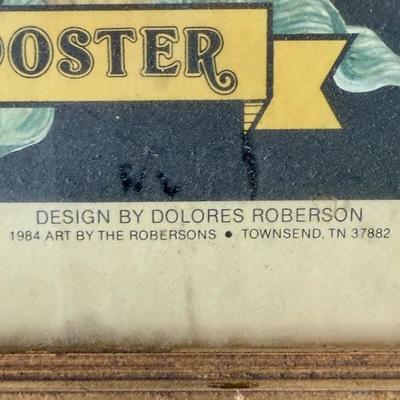 OOSTER
DESIGN BY DOLORES ROBERSON
1984 ART BY THE ROBERSONS • TOWNSEND, TN 37882